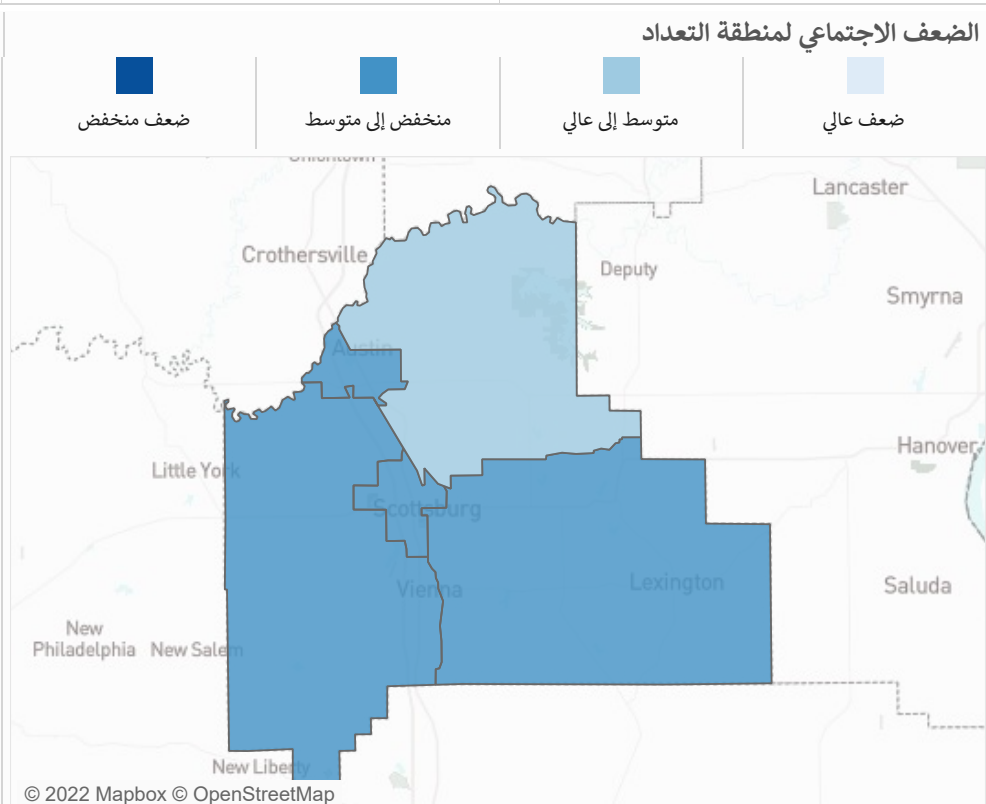 الضعف الاجتماعي لمنطقة التعداد
ضعف عالي
متوسط إلى عالي
منخفض إلى متوسط
ضعف منخفض
Uniontown
Lancaster
Crothersville
Deputy
Smyrna
Austin
Hanover
Little York
Scottsburg
Vienna
Lexington
Saluda
New
Philadelphia
New Salem
New Liberty
© 2022 Mapbox © OpenStreetMap